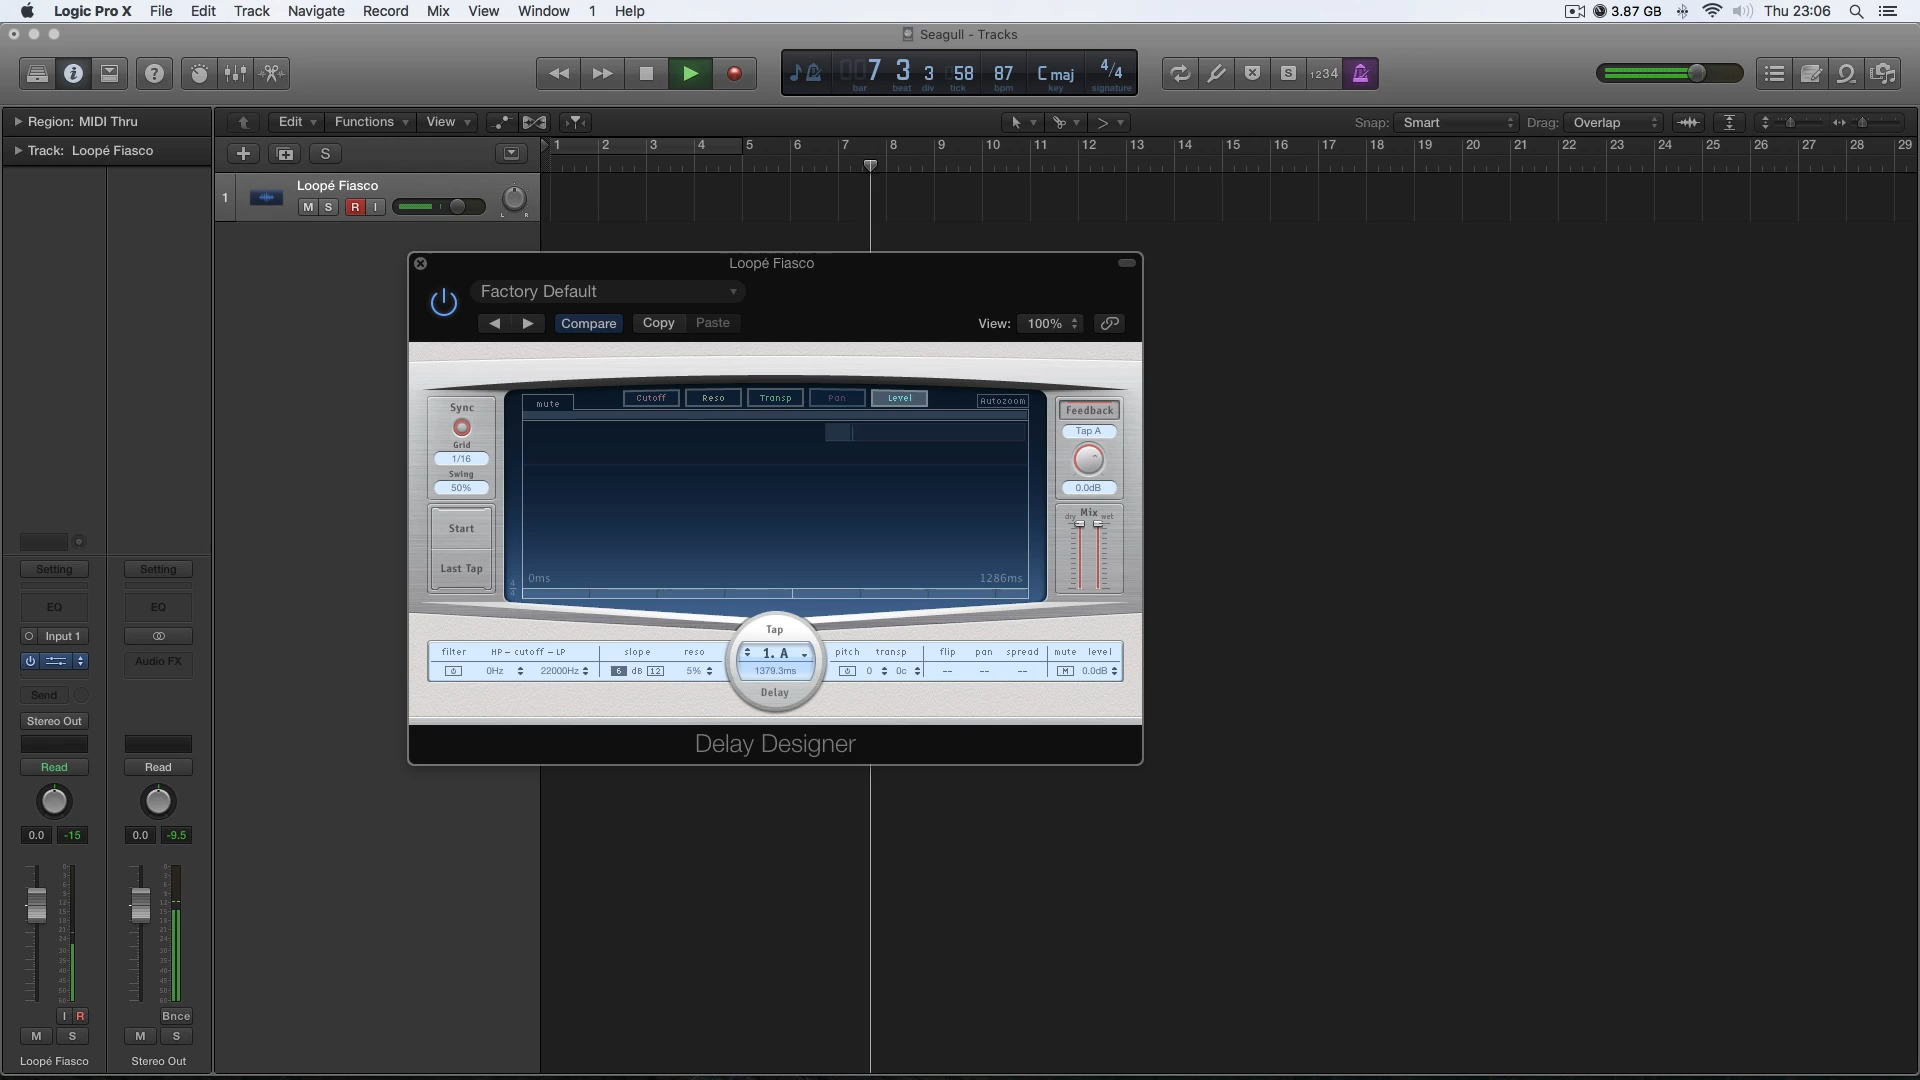 Logic Pro X File Edit Track Navigate Record Mix View Window 1 Help 3.87 GB Thu 23:06
Seagull - Tracks
7 3 3 58 87 C maj 4/4 1234
bar beat div tick bpm key signature
Region: MIDI Thru
Edit Functions View Snap: Smart Drag: Overlap
Track: Loopé Fiasco
S
1 2 3 4 5 6 7 8 9 10 11 12 13 14 15 16 17 18 19 20 21 22 23 24 25 26 27 28 29
1 Loopé Fiasco
M S R I
L R
Loopé Fiasco
Factory Default
Compare Copy Paste View: 100%
mute Cutoff Reso Transp Pan Level Autozoom
Sync
Grid
1/16
Swing
50%
Start
Last Tap
0ms 1286ms
Feedback
Tap A
0.0dB
Mix
dry wet
Tap
1. A
1379.3ms
Delay
filter HP – cutoff – LP slope reso pitch transp flip pan spread mute level
0Hz 22000Hz 6 dB 12 5% 0 0c -- -- -- M 0.0dB
Delay Designer
Setting Setting
EQ EQ
Input 1
Audio FX
Send
Stereo Out
Read Read
0.0 -15 0.0 -9.5
I R Bnce
M S M S
Loopé Fiasco Stereo Out